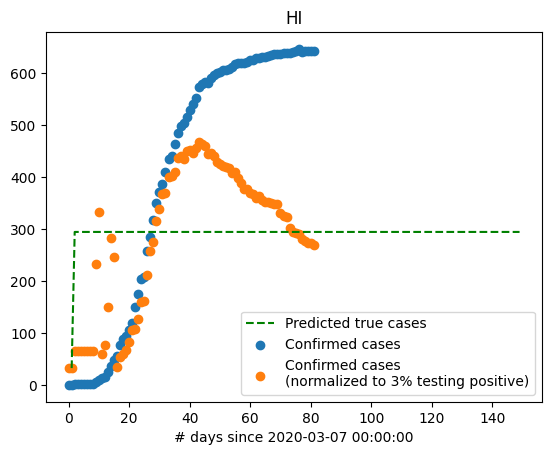 HI
600
500
400
300
200
100
0
Predicted true cases
Confirmed cases
Confirmed cases
(normalized to 3% testing positive)
0 20 40 60 80 100 120 140
# days since 2020-03-07 00:00:00